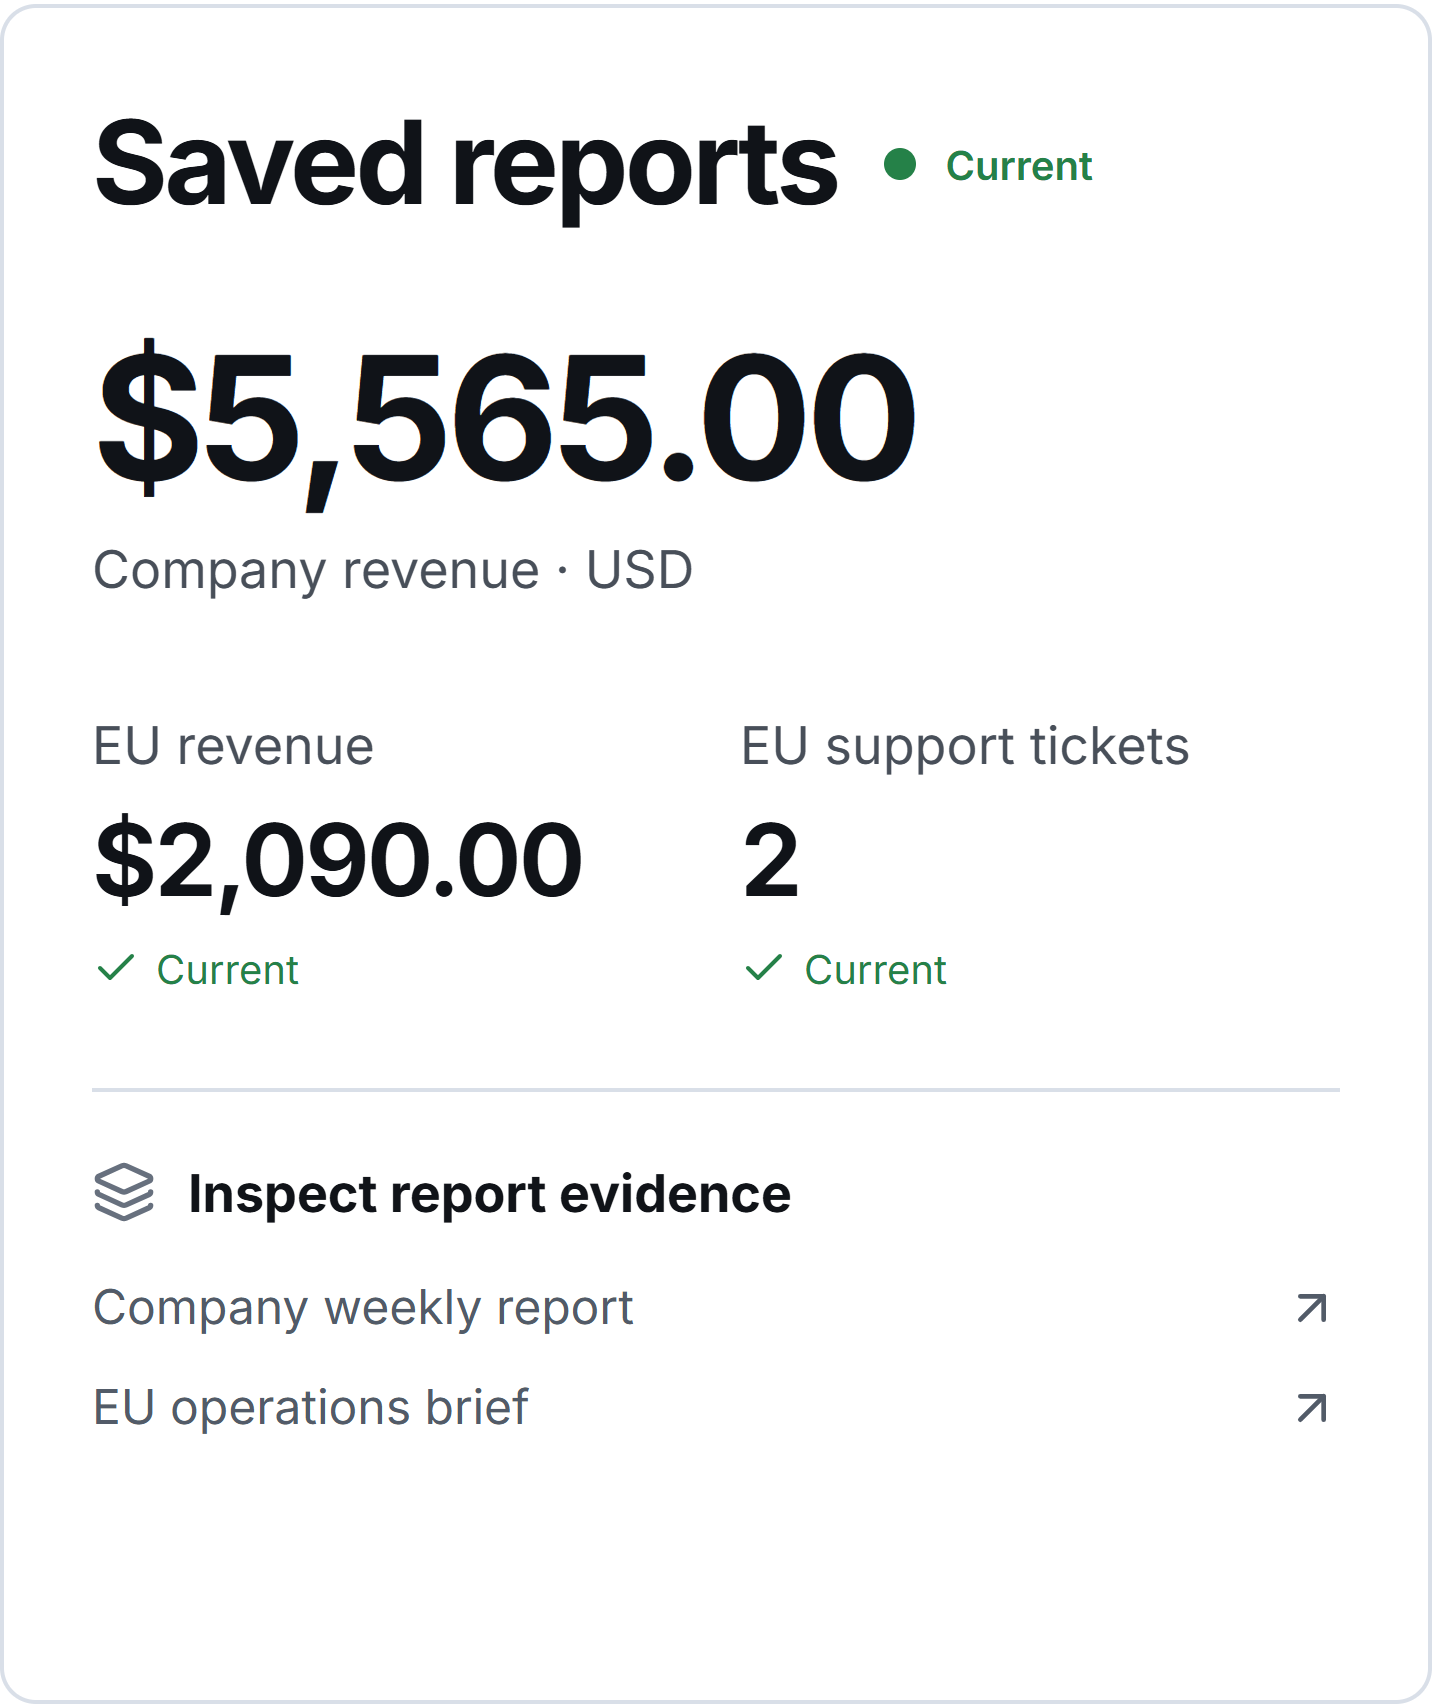 Saved reports
Current
$5,565.00
Company revenue · USD
EU revenue
EU support tickets
$2,090.00
2
Current
Current
Inspect report evidence
Company weekly report
EU operations brief